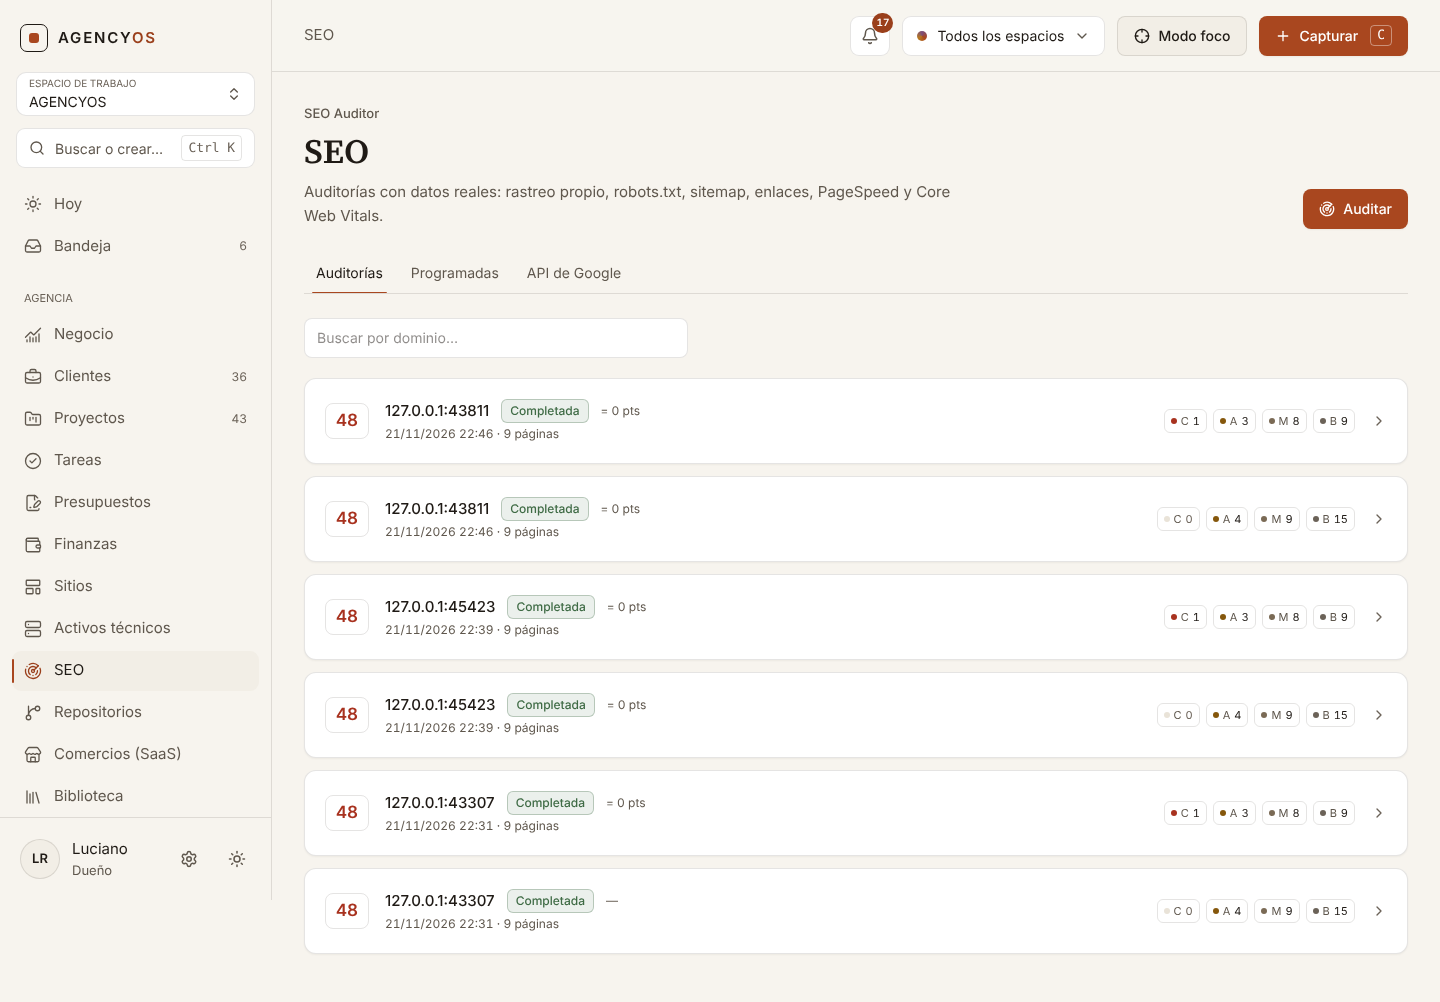 AGENCYOS
ESPACIO DE TRABAJO
AGENCYOS
Buscar o crear... Ctrl K
Hoy
Bandeja 6
AGENCIA
Negocio
Clientes 36
Proyectos 43
Tareas
Presupuestos
Finanzas
Sitios
Activos técnicos
SEO
Repositorios
Comercios (SaaS)
Biblioteca
LR
Luciano
Dueño
SEO
17
Todos los espacios
Modo foco
Capturar C
SEO Auditor
SEO
Auditorías con datos reales: rastreo propio, robots.txt, sitemap, enlaces, PageSpeed y Core
Web Vitals.
Auditar
Auditorías Programadas API de Google
Buscar por dominio...
48 127.0.0.1:43811 Completada = 0 pts C 1 A 3 M 8 B 9
21/11/2026 22:46 · 9 páginas
48 127.0.0.1:43811 Completada = 0 pts C 0 A 4 M 9 B 15
21/11/2026 22:46 · 9 páginas
48 127.0.0.1:45423 Completada = 0 pts C 1 A 3 M 8 B 9
21/11/2026 22:39 · 9 páginas
48 127.0.0.1:45423 Completada = 0 pts C 0 A 4 M 9 B 15
21/11/2026 22:39 · 9 páginas
48 127.0.0.1:43307 Completada = 0 pts C 1 A 3 M 8 B 9
21/11/2026 22:31 · 9 páginas
48 127.0.0.1:43307 Completada — C 0 A 4 M 9 B 15
21/11/2026 22:31 · 9 páginas